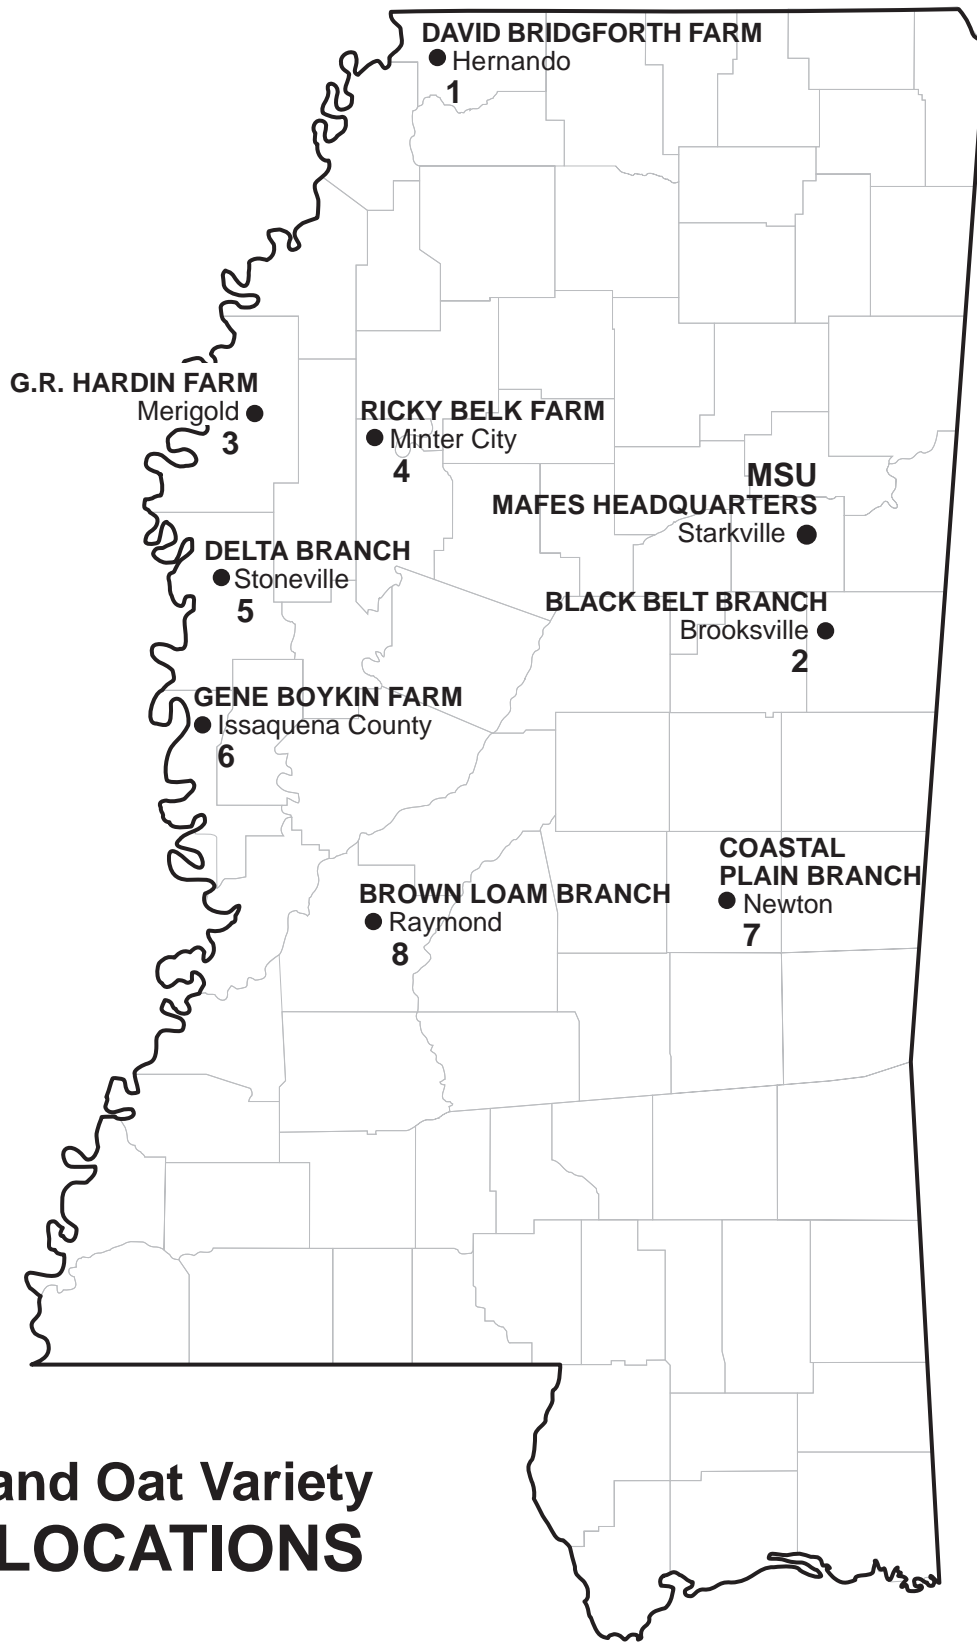 DAVID BRIDGFORTH FARM
Hernando
1
G.R. HARDIN FARM
Merigold
3
RICKY BELK FARM
Minter City
4
MSU
MAFES HEADQUARTERS
Starkville
DELTA BRANCH
Stoneville
5
BLACK BELT BRANCH
Brooksville
2
GENE BOYKIN FARM
Issaquena County
6
COASTAL
PLAIN BRANCH
Newton
7
BROWN LOAM BRANCH
Raymond
8
and Oat Variety
LOCATIONS